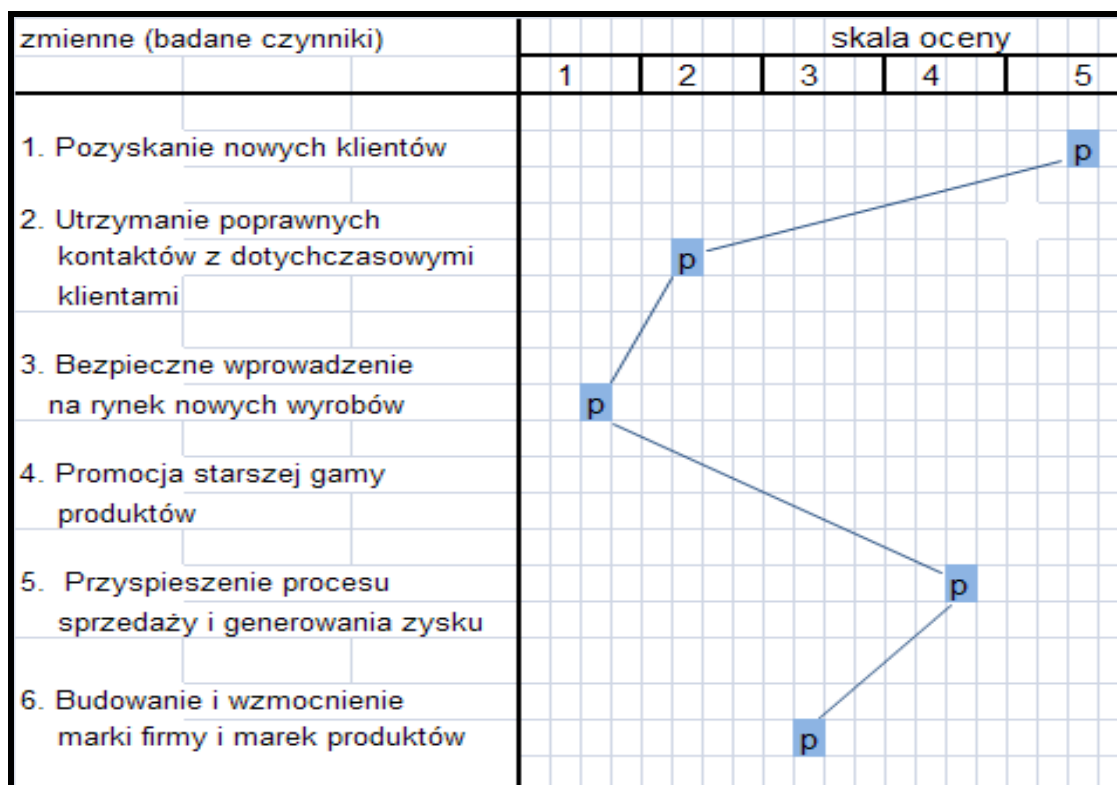 zmienne (badane czynniki)
skala oceny
1 2 3 4 5
1. Pozyskanie nowych klientów
p
2. Utrzymanie poprawnych
kontaktów z dotychczasowymi
p
klientami
3. Bezpieczne wprowadzenie
na rynek nowych wyrobów
p
4. Promocja starszej gamy
produktów
5. Przyspieszenie procesu
p
sprzedaży i generowania zysku
6. Budowanie i wzmocnienie
marki firmy i marek produktów
p